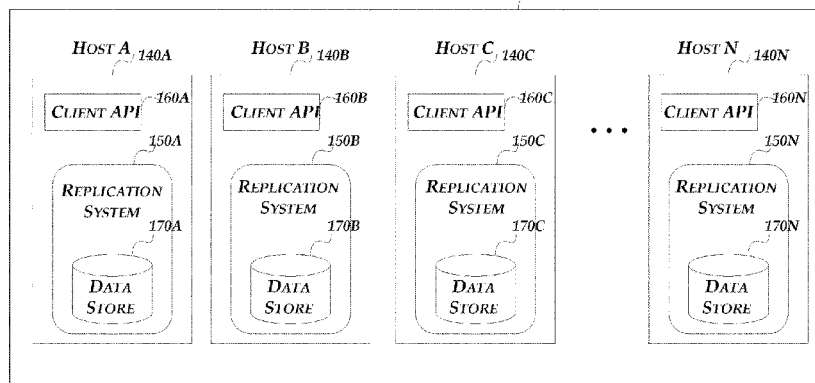 HOST A
140A
HOST B
140B
HOST C
140C
HOST N
140N
CLIENT API
160A
CLIENT API
160B
CLIENT API
160C
CLIENT API
160N
• • •
150A
150B
150C
150N
REPLICATION
SYSTEM
REPLICATION
SYSTEM
REPLICATION
SYSTEM
REPLICATION
SYSTEM
170A
170B
170C
170N
DATA
STORE
DATA
STORE
DATA
STORE
DATA
STORE